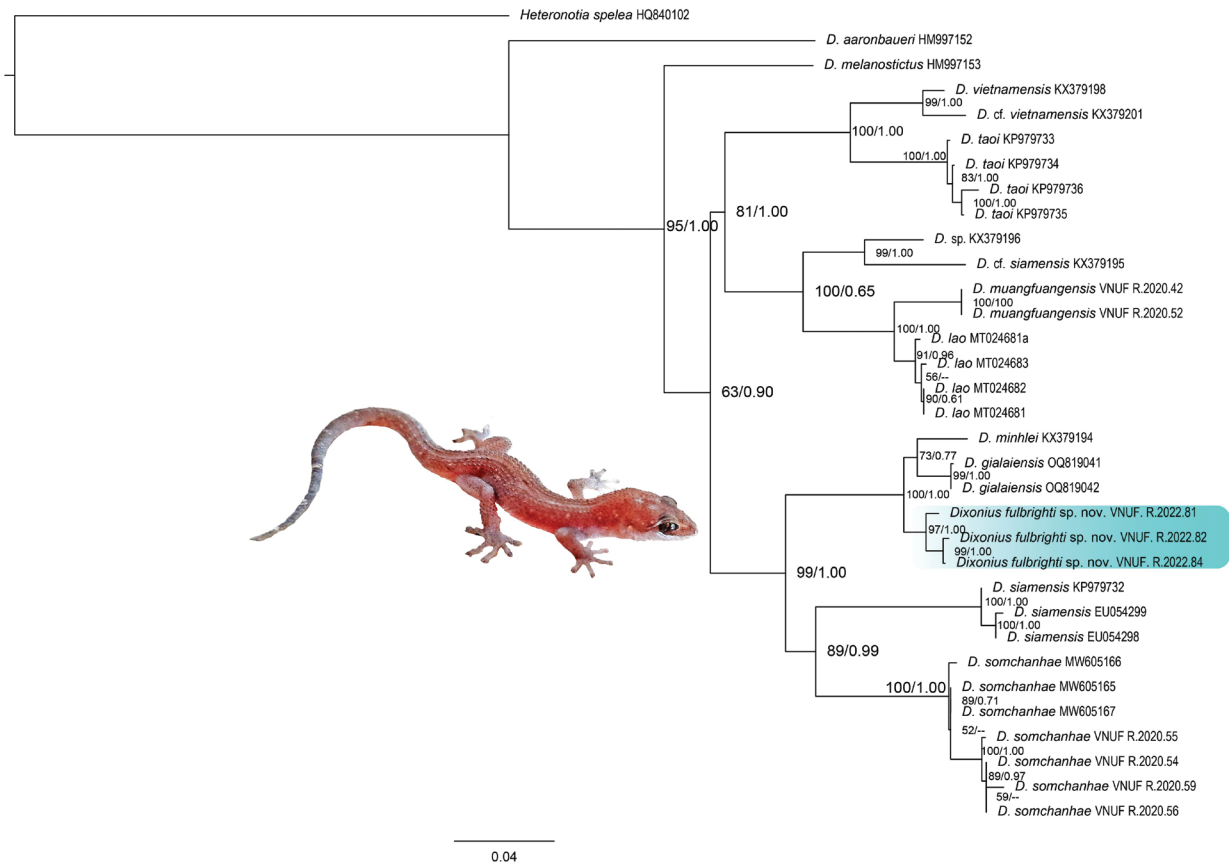 Heteronotia spelea HQ840102
D. aaronbaueri HM997152
D. melanostictus HM997153
D. vietnamensis KX379198
99/1.00
D. cf. vietnamensis KX379201
100/1.00
D. taoi KP979733
100/1.00
D. taoi KP979734
83/1.00
D. taoi KP979736
100/1.00
D. taoi KP979735
81/1.00
95/1.00
D. sp. KX379196
99/1.00
D. cf. siamensis KX379195
100/0.65
D. muangfuangensis VNUF R.2020.42
100/100
D. muangfuangensis VNUF R.2020.52
100/1.00
D. lao MT024681a
91/0.96
D. lao MT024683
56/--
D. lao MT024682
90/0.61
D. lao MT024681
63/0.90
D. minhlei KX379194
73/0.77
D. gialaiensis OQ819041
99/1.00
D. gialaiensis OQ819042
100/1.00
Dixonius fulbrighti sp. nov. VNUF. R.2022.81
97/1.00
Dixonius fulbrighti sp. nov. VNUF. R.2022.82
99/1.00
Dixonius fulbrighti sp. nov. VNUF. R.2022.84
99/1.00
D. siamensis KP979732
100/1.00
D. siamensis EU054299
100/1.00
D. siamensis EU054298
89/0.99
D. somchanhae MW605166
100/1.00
D. somchanhae MW605165
89/0.71
D. somchanhae MW605167
52/--
D. somchanhae VNUF R.2020.55
100/1.00
D. somchanhae VNUF R.2020.54
89/0.97
D. somchanhae VNUF R.2020.59
59/--
D. somchanhae VNUF R.2020.56
0.04